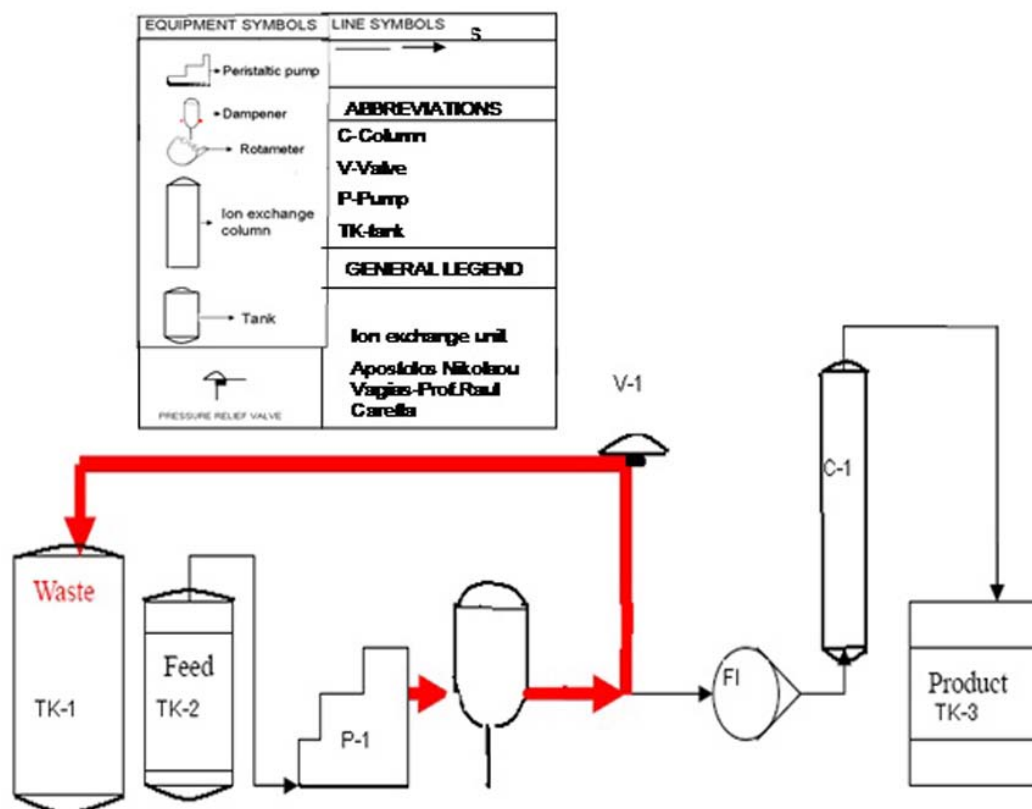 EQUIPMENT SYMBOLS
LINE SYMBOLS
S
Peristaltic pump
Dampener
Rotameter
Ion exchange
column
Tank
PRESSURE RELIEF VALVE
ABBREVIATIONS
C-Column
V-Valve
P-Pump
TK-tank
GENERAL LEGEND
Ion exchange unit
Apostolos Nikolaou
Vagias-Prof.Raul
Carella
V-1
C-1
Waste
TK-1
Feed
TK-2
P-1
FI
Product
TK-3